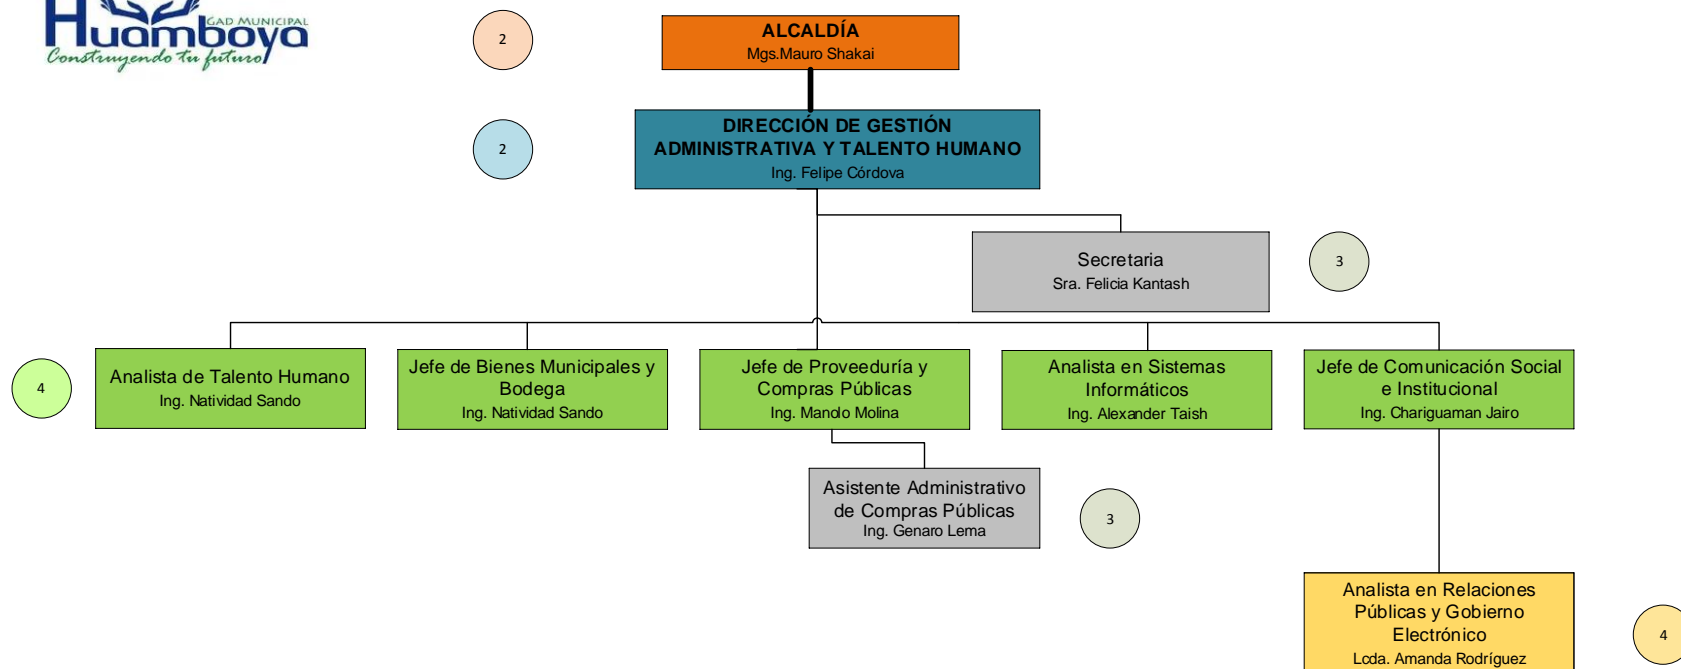 GAD MUNICIPAL
Huamboya
Construyendo tu futuro
2
ALCALDÍA
Mgs.Mauro Shakai
2
DIRECCIÓN DE GESTIÓN
ADMINISTRATIVA Y TALENTO HUMANO
Ing. Felipe Córdova
Secretaria
Sra. Felicia Kantash
3
4
Analista de Talento Humano
Ing. Natividad Sando
Jefe de Bienes Municipales y
Bodega
Ing. Natividad Sando
Jefe de Proveeduría y
Compras Públicas
Ing. Manolo Molina
Analista en Sistemas
Informáticos
Ing. Alexander Taish
Jefe de Comunicación Social
e Institucional
Ing. Chariguaman Jairo
Asistente Administrativo
de Compras Públicas
Ing. Genaro Lema
3
Analista en Relaciones
Públicas y Gobierno
Electrónico
Lcda. Amanda Rodríguez
4